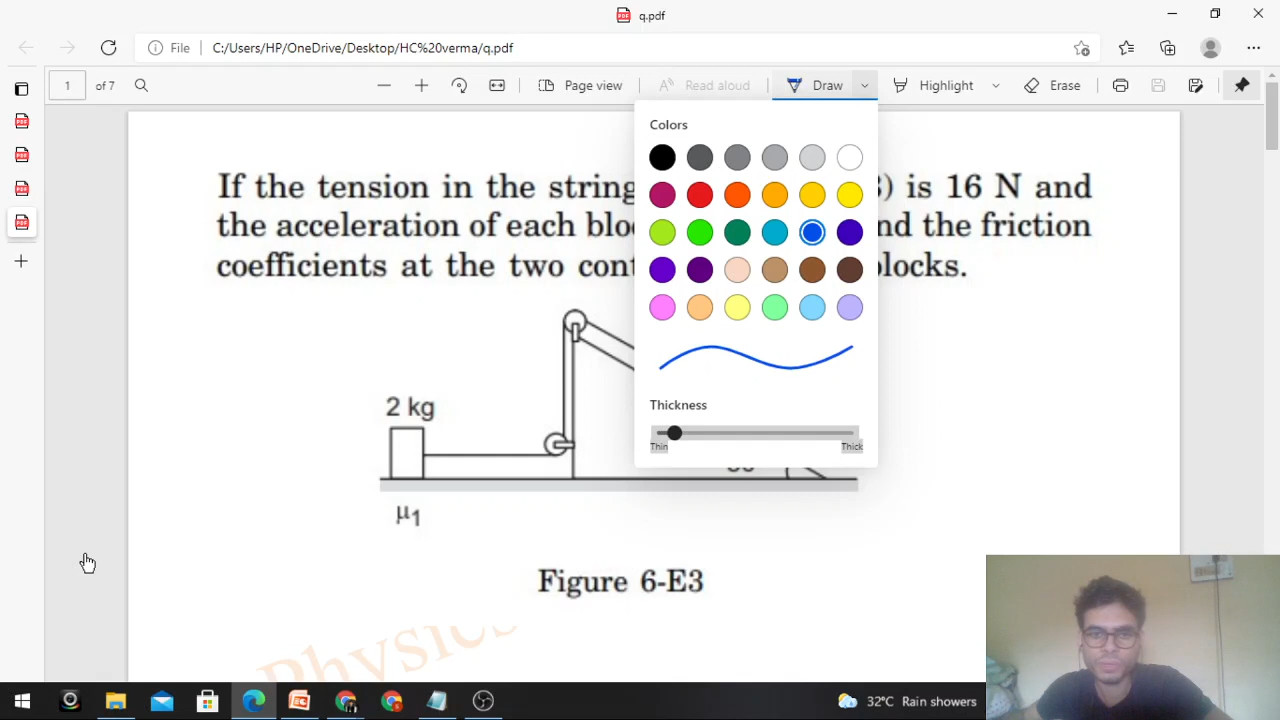 q.pdf
File
C:/Users/HP/OneDrive/Desktop/HC%20verma/q.pdf
1 of 7
Page view
Read aloud
Draw
Highlight
Erase
Colors
If the tension in the string
) is 16 N and
the acceleration of each
nd the friction
coefficients at the two
locks.
Thickness
Thin
Thick
2 kg
μ1
Figure 6-E3
Physics
32°C Rain showers